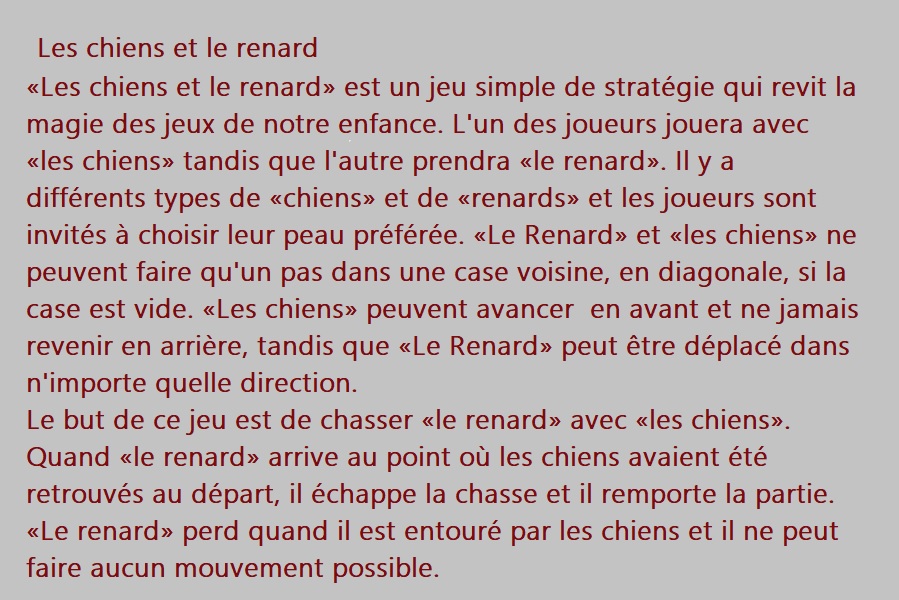 Les chiens et le renard
«Les chiens et le renard» est un jeu simple de stratégie qui revit la
magie des jeux de notre enfance. L'un des joueurs jouera avec
«les chiens» tandis que l'autre prendra «le renard». Il y a
différents types de «chiens» et de «renards» et les joueurs sont
invités à choisir leur peau préférée. «Le Renard» et «les chiens» ne
peuvent faire qu'un pas dans une case voisine, en diagonale, si la
case est vide. «Les chiens» peuvent avancer  en avant et ne jamais
revenir en arrière, tandis que «Le Renard» peut être déplacé dans
n'importe quelle direction.
Le but de ce jeu est de chasser «le renard» avec «les chiens».
Quand «le renard» arrive au point où les chiens avaient été
retrouvés au départ, il échappe la chasse et il remporte la partie.
«Le renard» perd quand il est entouré par les chiens et il ne peut
faire aucun mouvement possible.